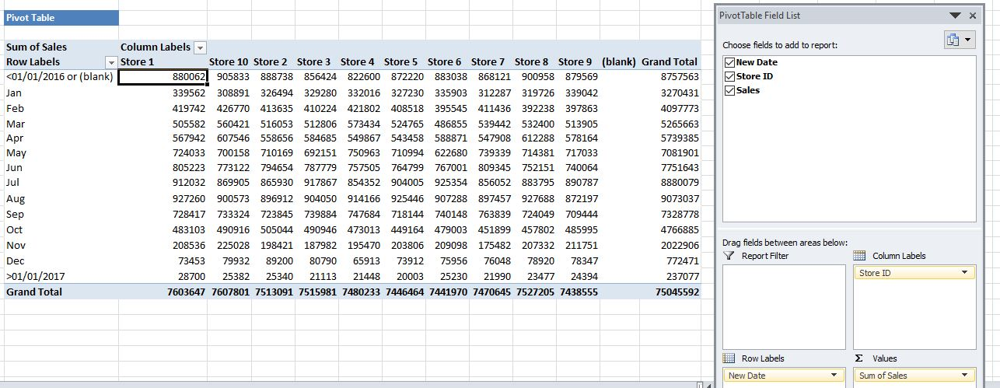 Pivot Table
Sum of Sales Column Labels
Row Labels Store 1 Store 10 Store 2 Store 3 Store 4 Store 5 Store 6 Store 7 Store 8 Store 9 (blank) Grand Total
<01/01/2016 or (blank) 880062 905833 888738 856424 822600 872220 883038 868121 900958 879569 8757563
Jan 339562 308891 326494 329280 332016 327230 335903 312287 319726 339042 3270431
Feb 419742 426770 413635 410224 421802 408518 395545 411436 392238 397863 4097773
Mar 505582 560421 516053 512806 573434 524765 486855 539442 532400 513905 5265663
Apr 567942 607546 558656 584685 549867 543458 588871 547908 612288 578164 5739385
May 724033 700158 710169 692151 750963 710994 622680 739339 714381 717033 7081901
Jun 805223 773122 794654 787779 757505 764799 767001 809345 752151 740064 7751643
Jul 912032 869905 865930 917867 854352 904005 925354 856052 883795 890787 8880079
Aug 927260 900573 896912 904050 914166 925446 907288 897457 927688 872197 9073037
Sep 728417 733324 723845 739884 747684 718144 740148 763839 724049 709444 7328778
Oct 483103 490916 505044 490946 473013 449164 479003 451899 457802 485995 4766885
Nov 208536 225028 198421 187982 195470 203806 209098 175482 207332 211751 2022906
Dec 73453 79932 89200 80790 65913 73912 75956 76048 78920 78347 772471
>01/01/2017 28700 25382 25340 21113 21448 20003 25230 21990 23477 24394 237077
Grand Total 7603647 7607801 7513091 7515981 7480233 7446464 7441970 7470645 7527205 7438555 75045592
PivotTable Field List
Choose fields to add to report:
New Date
Store ID
Sales
Drag fields between areas below:
Report Filter Column Labels
Store ID
Row Labels Σ Values
New Date Sum of Sales